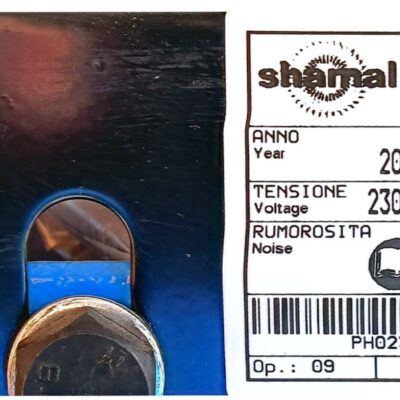 shamal
ANNO
Year 20
TENSIONE
Voltage 230
RUMOROSITA
Noise
PH02
Op.: 09